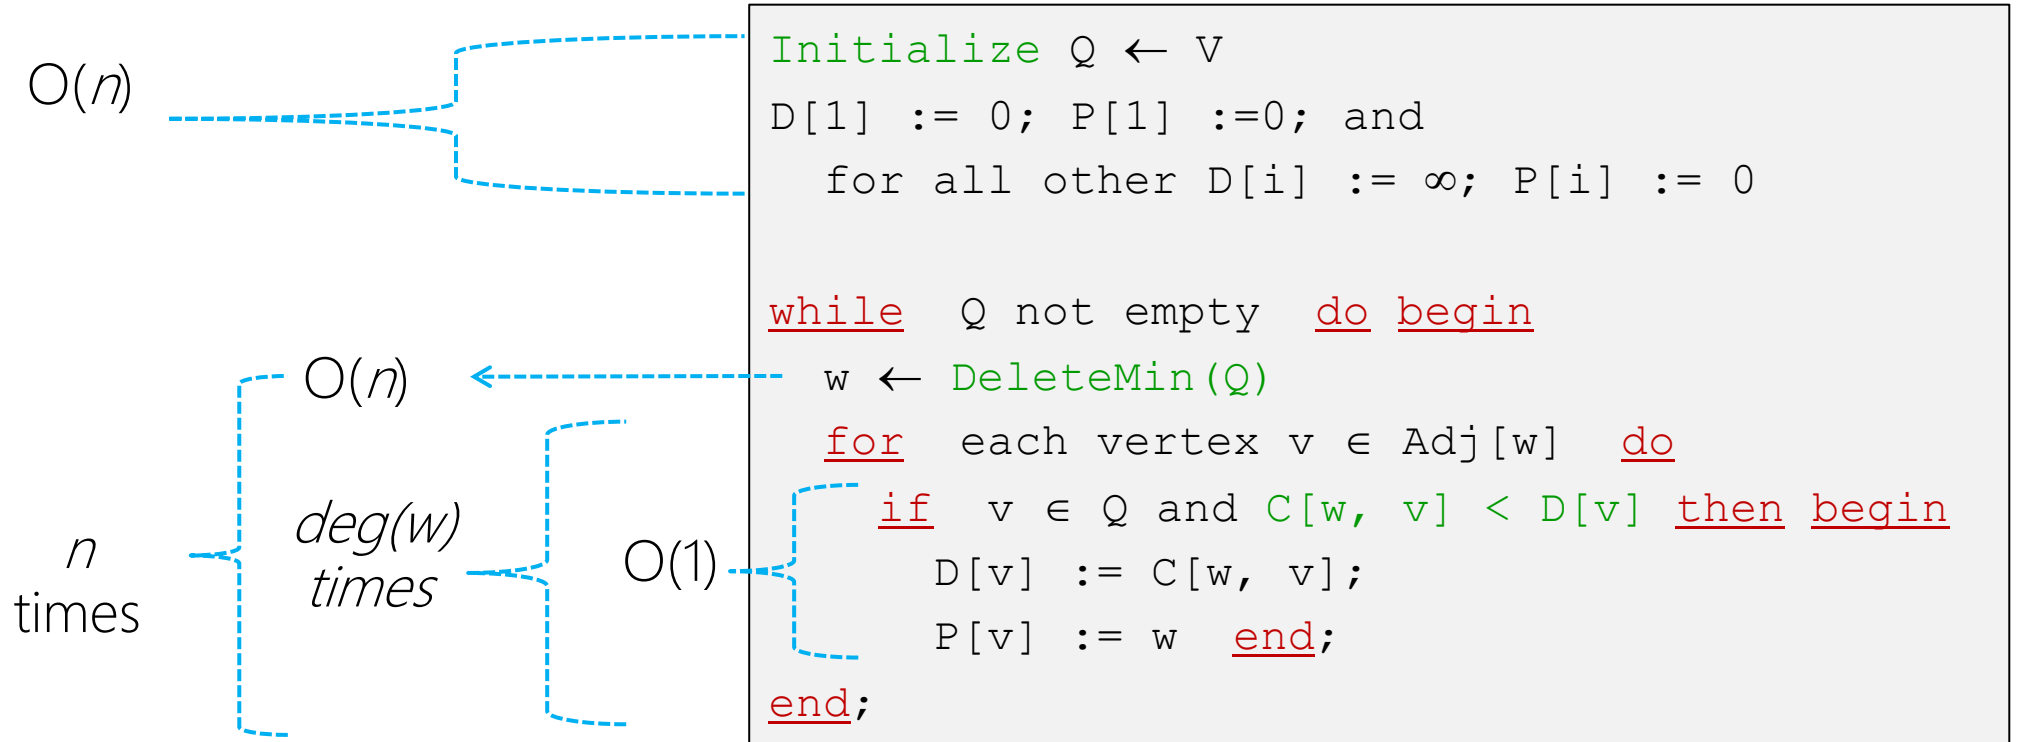 O(n)
Initialize Q ← V
D[1] := 0; P[1] :=0; and
for all other D[i] := ∞; P[i] := 0
while Q not empty do begin
O(n)
w ← DeleteMin(Q)
for each vertex v ∈ Adj[w] do
n
times
deg(w)
times
O(1)
if v ∈ Q and C[w, v] < D[v] then begin
D[v] := C[w, v];
P[v] := w end;
end;